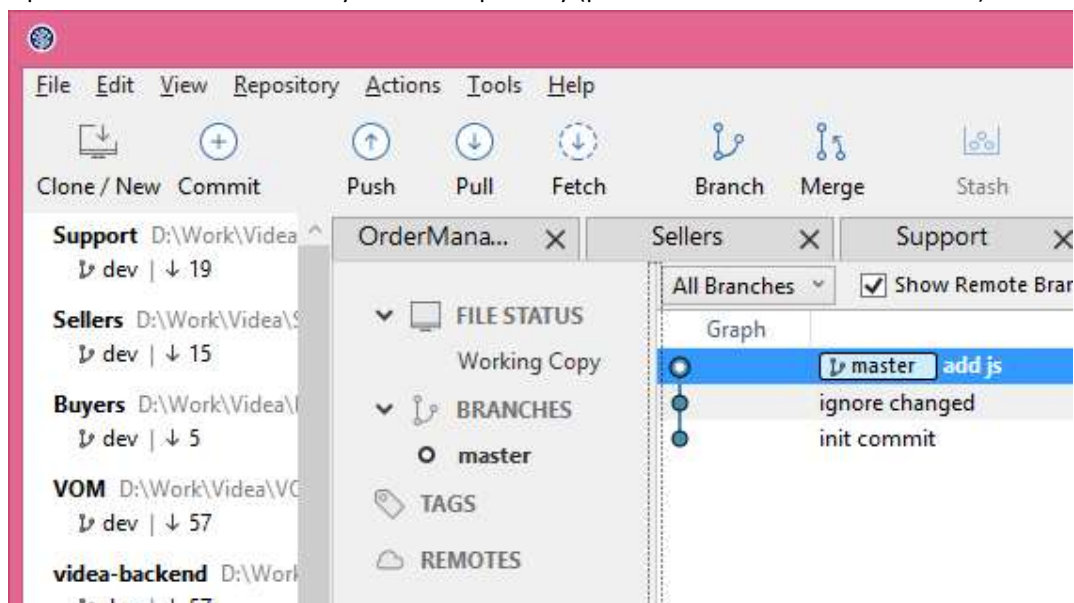 File Edit View Repository Actions Tools Help
Clone / New Commit Push Pull Fetch Branch Merge Stash
Support D:\Work\Videa
dev | ↓ 19
Sellers D:\Work\Videa\
dev | ↓ 15
Buyers D:\Work\Videa\
dev | ↓ 5
VOM D:\Work\Videa\VO
dev | ↓ 57
videa-backend D:\Work
OrderMana... Sellers Support
FILE STATUS
Working Copy
BRANCHES
master
TAGS
REMOTES
All Branches Show Remote Bran
Graph
master add js
ignore changed
init commit